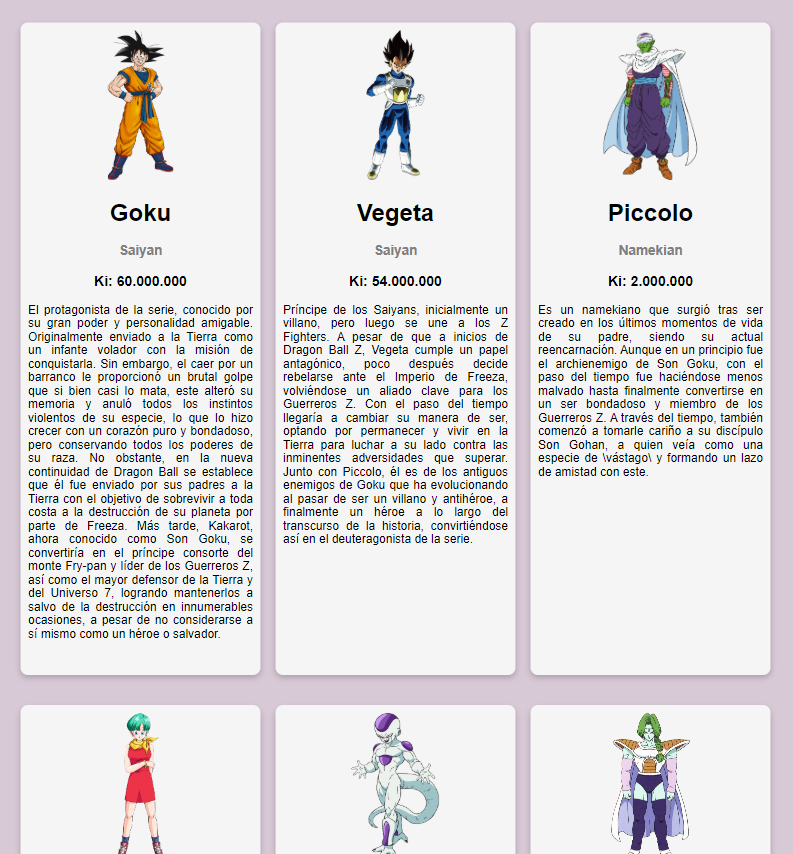 Goku
Saiyan
Ki: 60.000.000
El protagonista de la serie, conocido por
su gran poder y personalidad amigable.
Originalmente enviado a la Tierra como
un infante volador con la misión de
conquistarla. Sin embargo, el caer por un
barranco le proporcionó un brutal golpe
que si bien casi lo mata, este alteró su
memoria y anuló todos los instintos
violentos de su especie, lo que lo hizo
crecer con un corazón puro y bondadoso,
pero conservando todos los poderes de
su raza. No obstante, en la nueva
continuidad de Dragon Ball se establece
que él fue enviado por sus padres a la
Tierra con el objetivo de sobrevivir a toda
costa a la destrucción de su planeta por
parte de Freeza. Más tarde, Kakarot,
ahora conocido como Son Goku, se
convertiría en el príncipe consorte del
monte Fry-pan y líder de los Guerreros Z,
así como el mayor defensor de la Tierra y
del Universo 7, logrando mantenerlos a
salvo de la destrucción en innumerables
ocasiones, a pesar de no considerarse a
sí mismo como un héroe o salvador.
Vegeta
Saiyan
Ki: 54.000.000
Príncipe de los Saiyans, inicialmente un
villano, pero luego se une a los Z
Fighters. A pesar de que a inicios de
Dragon Ball Z, Vegeta cumple un papel
antagónico, poco después decide
rebelarse ante el Imperio de Freeza,
volviéndose un aliado clave para los
Guerreros Z. Con el paso del tiempo
llegaría a cambiar su manera de ser,
optando por permanecer y vivir en la
Tierra para luchar a su lado contra las
inminentes adversidades que superar.
Junto con Piccolo, él es de los antiguos
enemigos de Goku que ha evolucionando
al pasar de ser un villano y antihéroe, a
finalmente un héroe a lo largo del
transcurso de la historia, convirtiéndose
así en el deuteragonista de la serie.
Piccolo
Namekian
Ki: 2.000.000
Es un namekiano que surgió tras ser
creado en los últimos momentos de vida
de su padre, siendo su actual
reencarnación. Aunque en un principio fue
el archienemigo de Son Goku, con el
paso del tiempo fue haciéndose menos
malvado hasta finalmente convertirse en
un ser bondadoso y miembro de los
Guerreros Z. A través del tiempo, también
comenzó a tomarle cariño a su discípulo
Son Gohan, a quien veía como una
especie de \vástago\ y formando un lazo
de amistad con este.